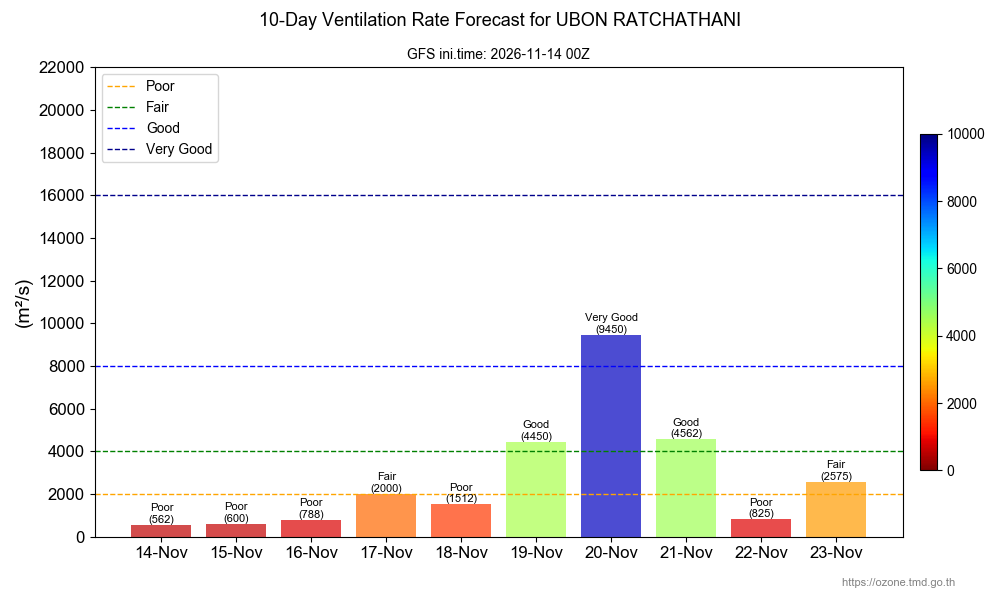 10-Day Ventilation Rate Forecast for UBON RATCHATHANI
GFS ini.time: 2026-11-14 00Z
(m²/s)
22000
20000
18000
16000
14000
12000
10000
8000
6000
4000
2000
0
Poor
Fair
Good
Very Good
Poor
(562)
Poor
(600)
Poor
(788)
Fair
(2000)
Poor
(1512)
Good
(4450)
Very Good
(9450)
Good
(4562)
Poor
(825)
Fair
(2575)
14-Nov 15-Nov 16-Nov 17-Nov 18-Nov 19-Nov 20-Nov 21-Nov 22-Nov 23-Nov
10000
8000
6000
4000
2000
0
https://ozone.tmd.go.th